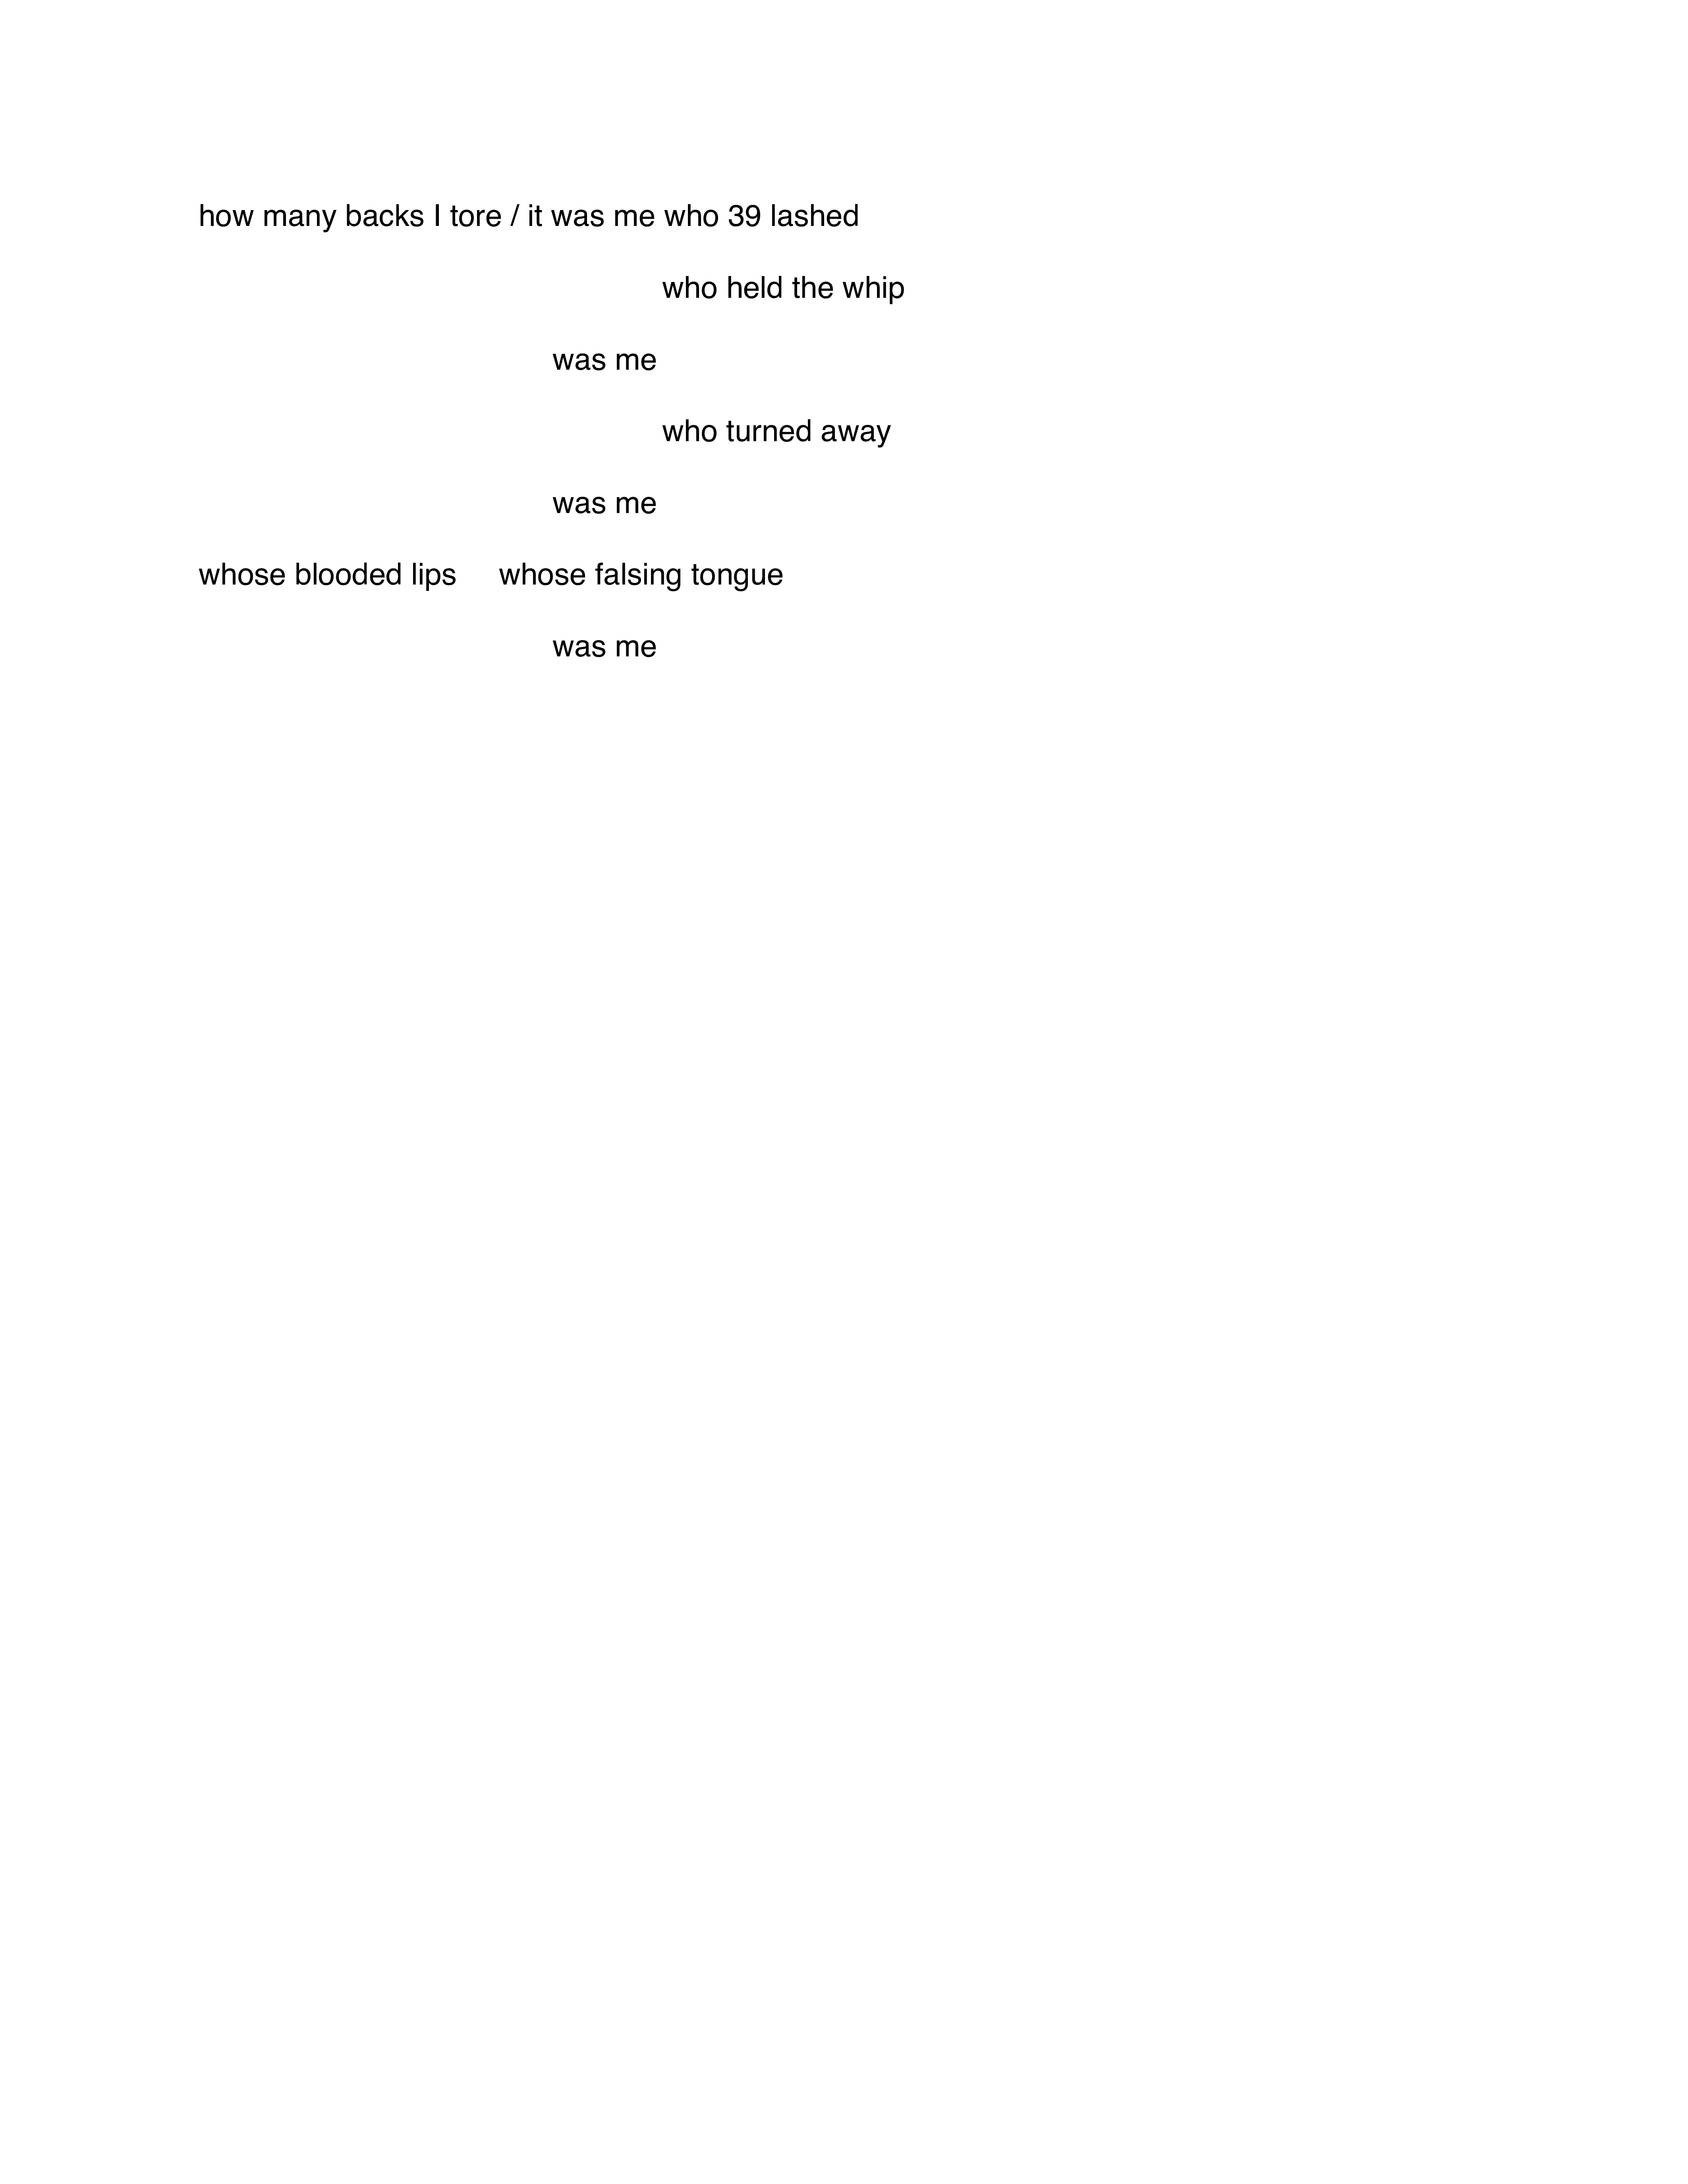 how many backs I tore / it was me who 39 lashed
who held the whip
was me
who turned away
was me
whose blooded lips     whose falsing tongue
was me